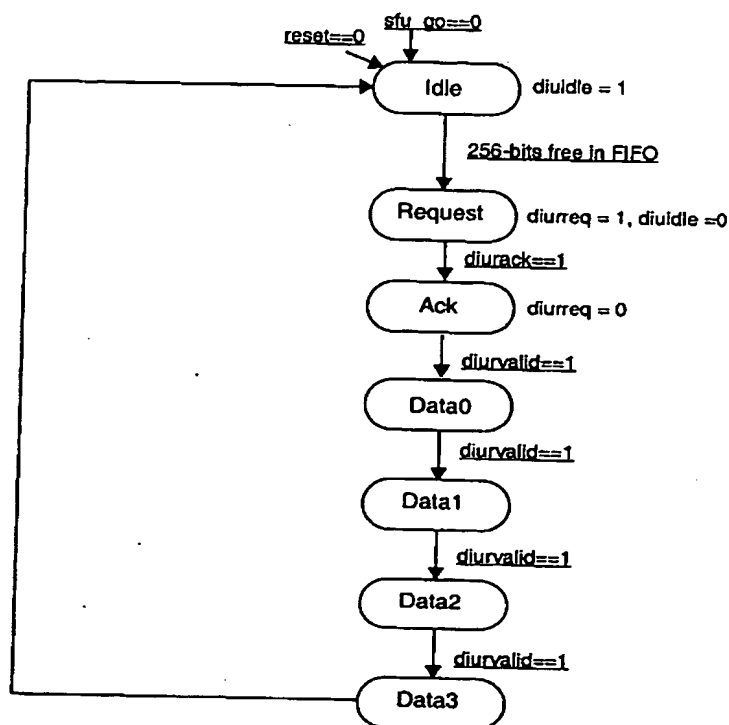 sfu_go==0
reset==0
Idle
diuidle = 1
256-bits free in FIFO
Request
diurreq = 1, diuidle =0
diurack==1
Ack
diurreq = 0
diurvalid==1
Data0
diurvalid==1
Data1
diurvalid==1
Data2
diurvalid==1
Data3